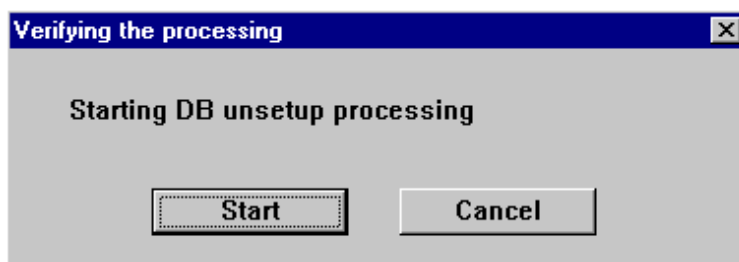 Verifying the processing
Starting DB unsetup processing
Start Cancel